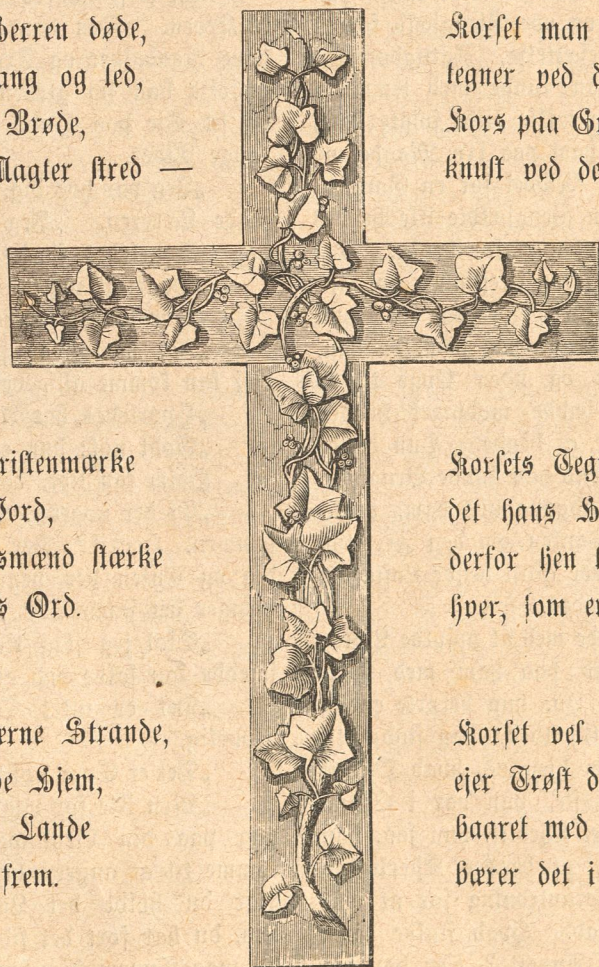 Herren døde,
ang og led,
Brøde,
Magter stred —
ristenmærke
Jord,
smænd stærke
s Ord.
erne Strande,
e Hjem,
Lande
frem.
Korset man
tegner ved d
Kors paa Gr
knust ved de
Korsets Teg
det hans H
derfor hen
hver, som e
Korset vel
ejer Trøst d
baaret med
bærer det i